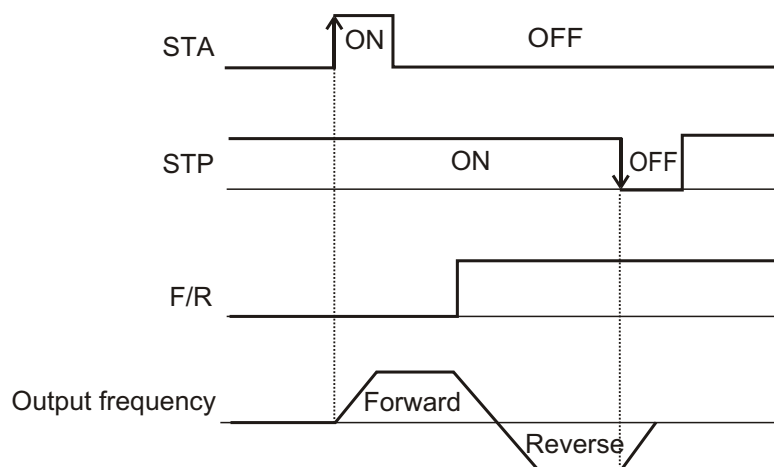 STA ON OFF
STP ON OFF
F/R
Output frequency Forward
Reverse